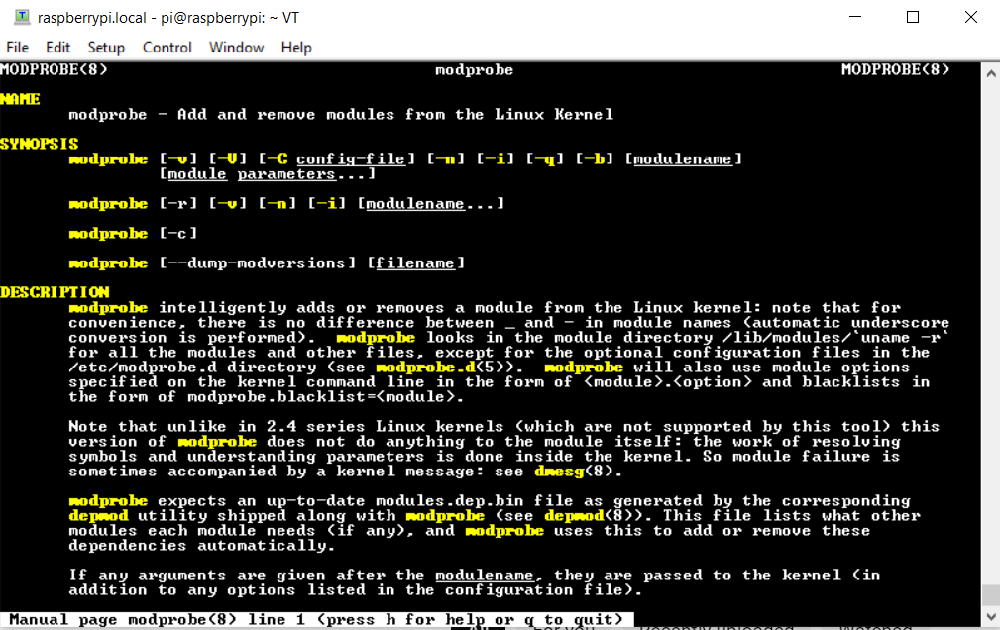 raspberrypi.local - pi@raspberrypi: ~ VT
File Edit Setup Control Window Help
MODPROBE(8) modprobe MODPROBE(8)
NAME
modprobe - Add and remove modules from the Linux Kernel
SYNOPSIS
modprobe [-v] [-V] [-C config-file] [-n] [-i] [-q] [-b] [modulename]
[module parameters...]
modprobe [-r] [-v] [-n] [-i] [modulename...]
modprobe [-c]
modprobe [--dump-modversions] [filename]
DESCRIPTION
modprobe intelligently adds or removes a module from the Linux kernel: note that for
convenience, there is no difference between _ and - in module names (automatic underscore
conversion is performed). modprobe looks in the module directory /lib/modules/`uname -r`
for all the modules and other files, except for the optional configuration files in the
/etc/modprobe.d directory (see modprobe.d(5)). modprobe will also use module options
specified on the kernel command line in the form of <module>.<option> and blacklists in
the form of modprobe.blacklist=<module>.
Note that unlike in 2.4 series Linux kernels (which are not supported by this tool) this
version of modprobe does not do anything to the module itself: the work of resolving
symbols and understanding parameters is done inside the kernel. So module failure is
sometimes accompanied by a kernel message: see dmesg(8).
modprobe expects an up-to-date modules.dep.bin file as generated by the corresponding
depmod utility shipped along with modprobe (see depmod(8)). This file lists what other
modules each module needs (if any), and modprobe uses this to add or remove these
dependencies automatically.
If any arguments are given after the modulename, they are passed to the kernel (in
addition to any options listed in the configuration file).
Manual page modprobe(8) line 1 (press h for help or q to quit)